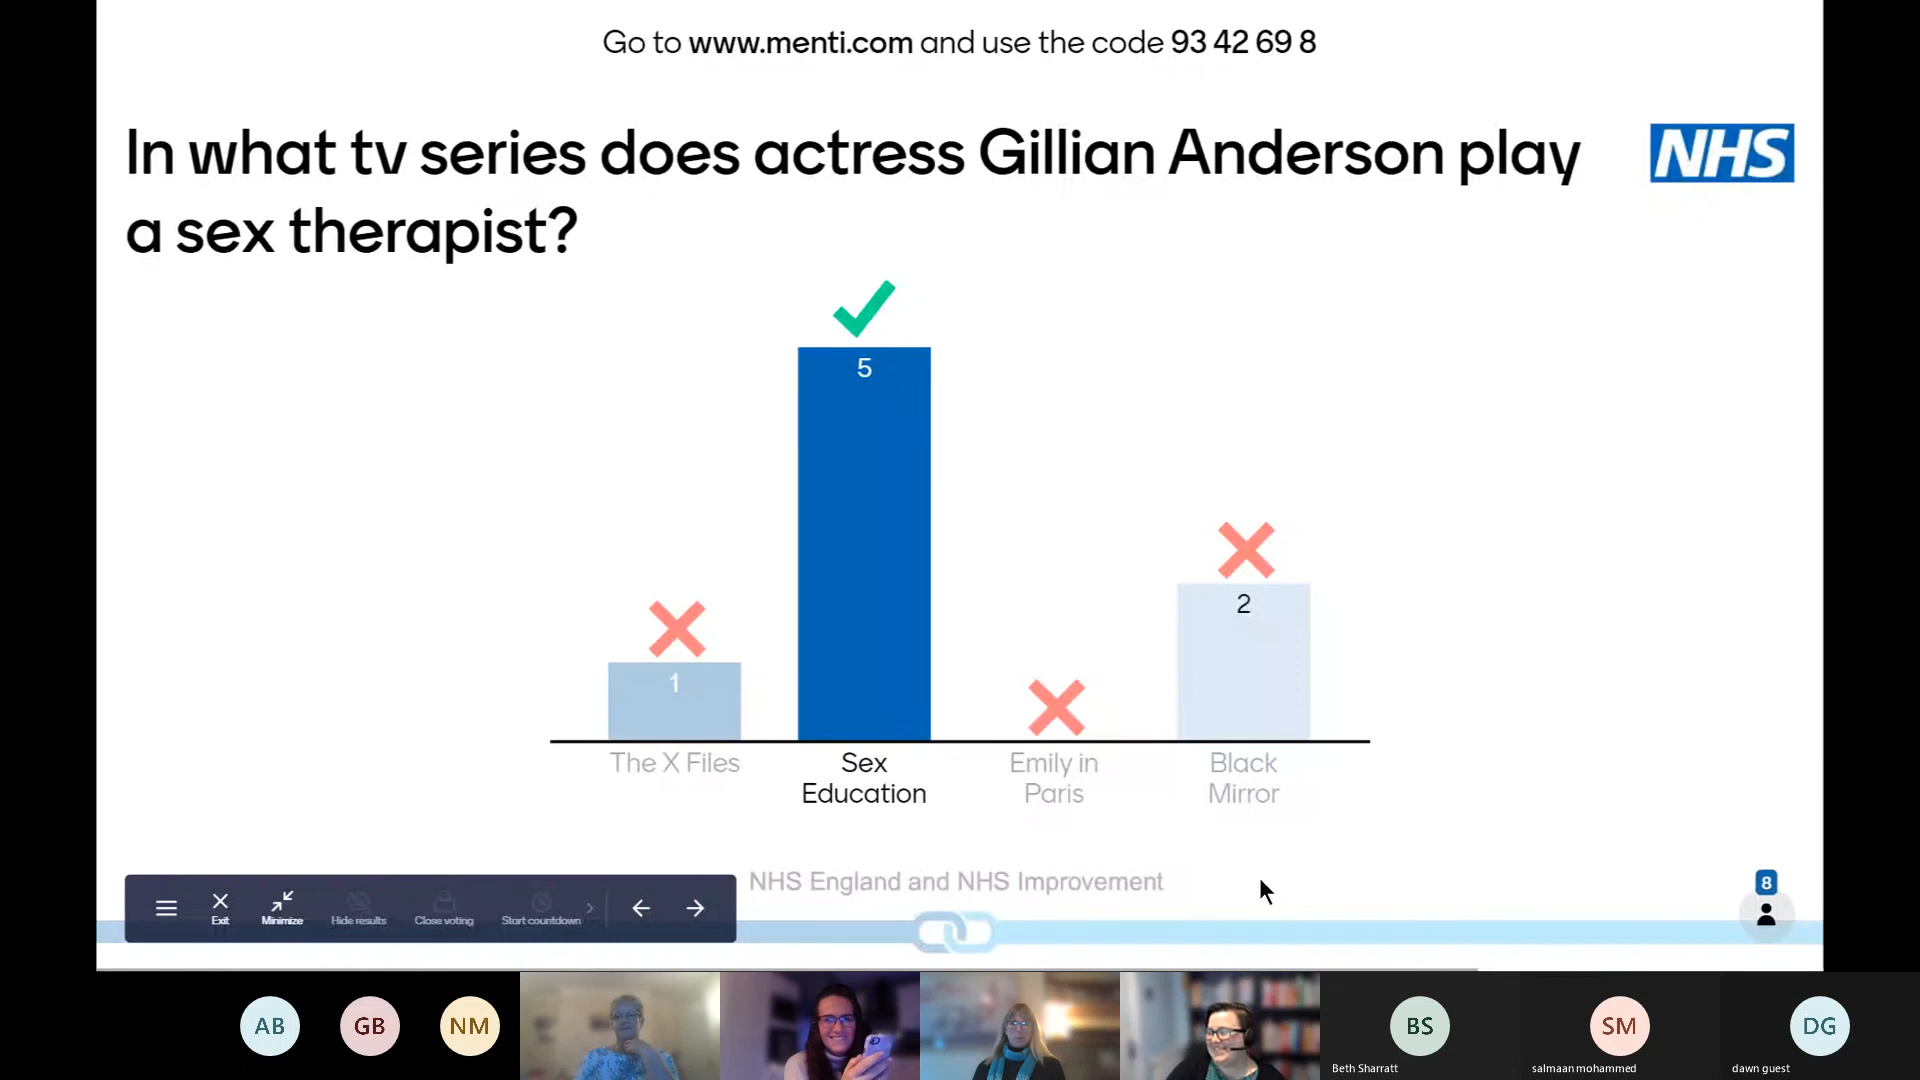 Go to www.menti.com and use the code 93 42 69 8
In what tv series does actress Gillian Anderson play
a sex therapist?
NHS
5
2
1
The X Files
Sex
Education
Emily in
Paris
Black
Mirror
NHS England and NHS Improvement
8
Exit
Minimize
Hide results
Close voting
Start countdown
AB
GB
NM
BS
SM
DG
Beth Sharratt
salmaan mohammed
dawn guest